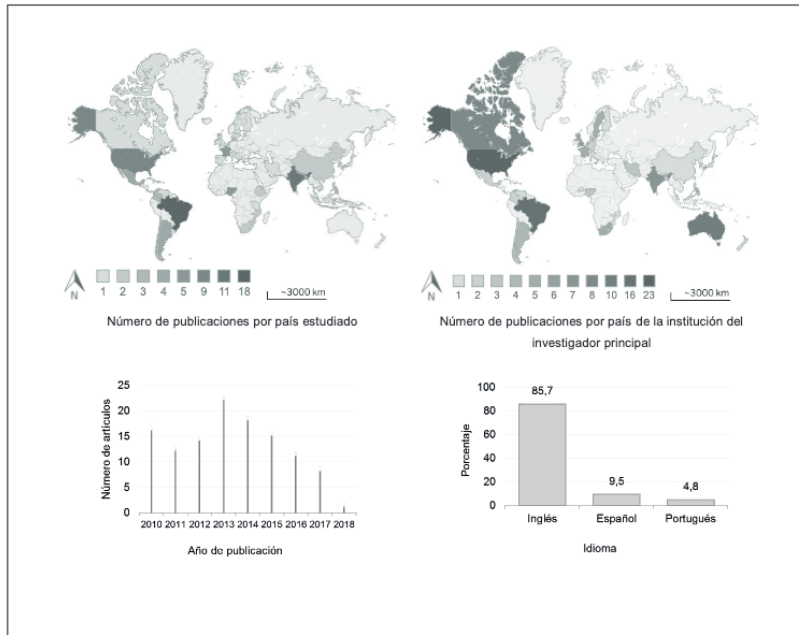 N
1 2 3 4 5 9 11 18
~3000 km
Número de publicaciones por país estudiado
N
1 2 3 4 5 6 7 8 10 16 23
~3000 km
Número de publicaciones por país de la institución del
investigador principal
Número de artículos
25
20
15
10
5
0
2010 2011 2012 2013 2014 2015 2016 2017 2018
Año de publicación
Porcentaje
100
80
60
40
20
0
85,7
9,5
4,8
Inglés Español Portugués
Idioma